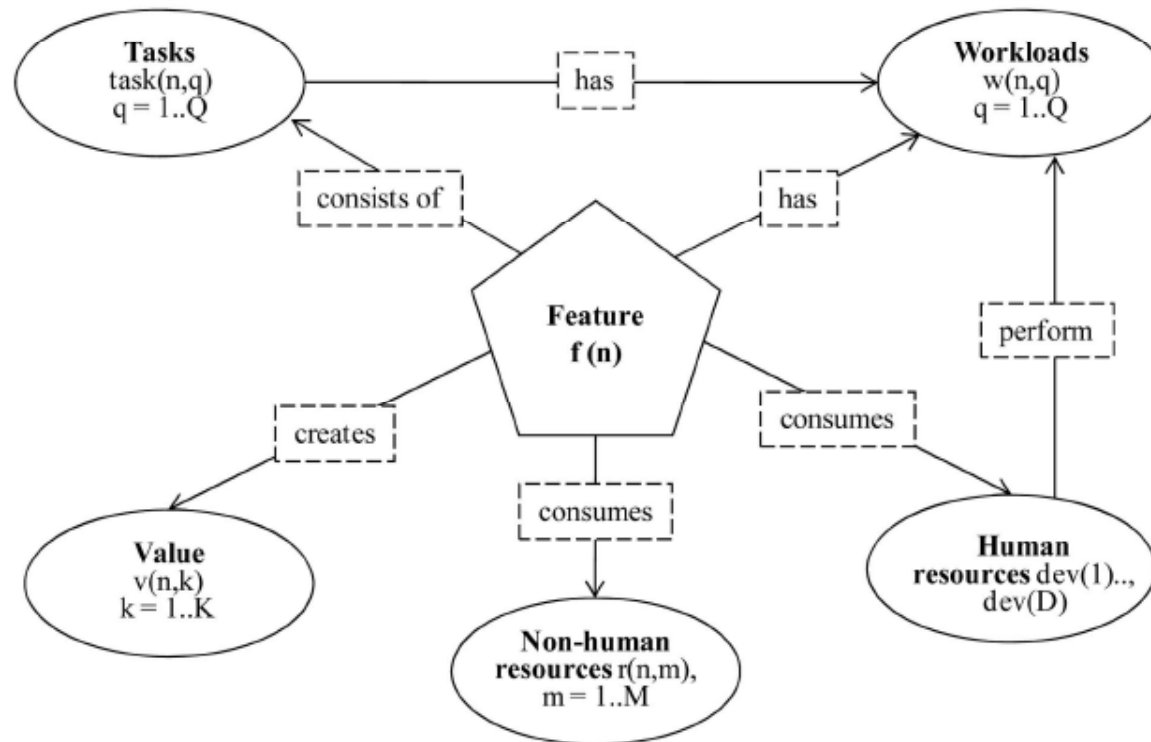 Tasks
task(n,q)
q = 1..Q
has
Workloads
w(n,q)
q = 1..Q
consists of
has
Feature
f (n)
perform
creates
consumes
consumes
Value
v(n,k)
k = 1..K
Non-human
resources r(n,m),
m = 1..M
Human
resources dev(1)..,
dev(D)